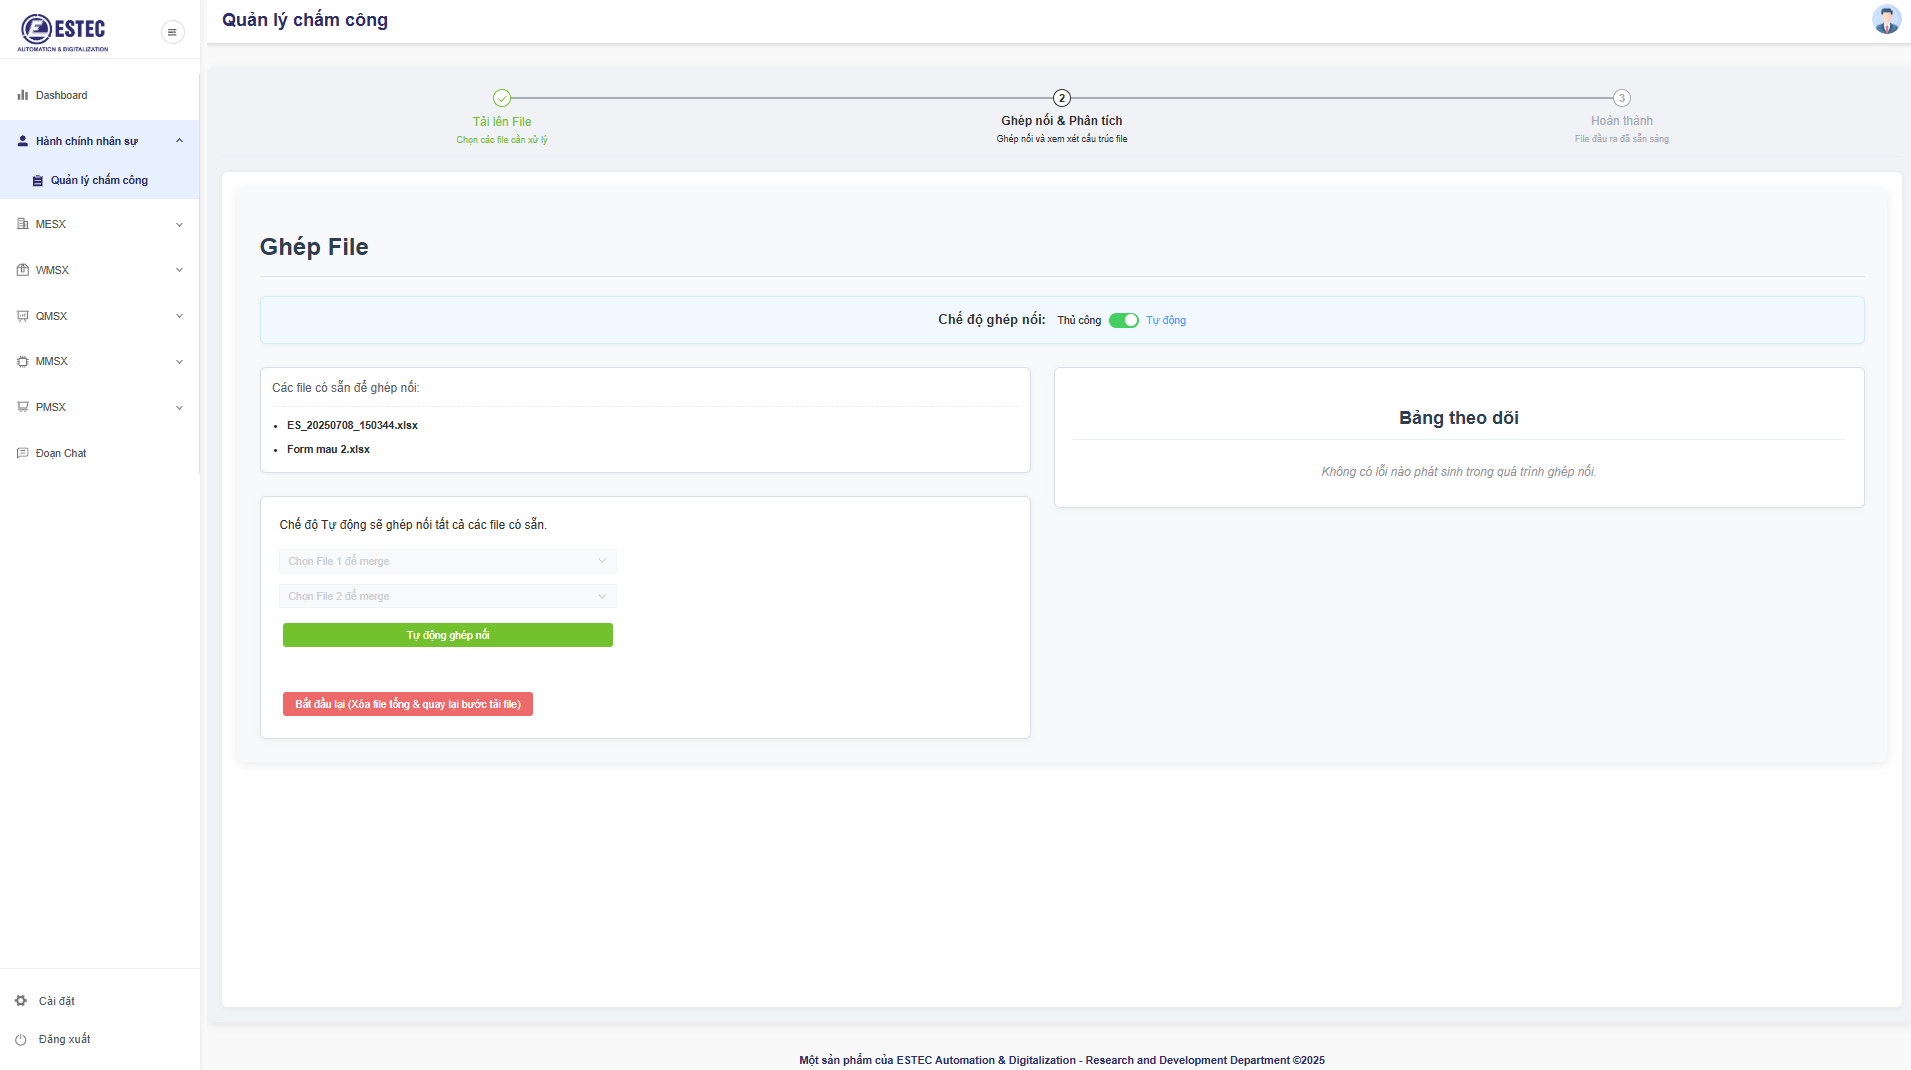 ESTEC
AUTOMATION & DIGITALIZATION
Dashboard
Hành chính nhân sự
Quản lý chấm công
MESX
WMSX
QMSX
MMSX
PMSX
Đoạn Chat
Cài đặt
Đăng xuất
Quản lý chấm công
Tải lên File
Chọn các file cần xử lý
2
Ghép nối & Phân tích
Ghép nối và xem xét cấu trúc file
3
Hoàn thành
File đầu ra đã sẵn sàng
Ghép File
Chế độ ghép nối: Thủ công Tự động
Các file có sẵn để ghép nối:
• ES_20250708_150344.xlsx
• Form mau 2.xlsx
Chế độ Tự động sẽ ghép nối tất cả các file có sẵn.
Chọn File 1 để merge
Chọn File 2 để merge
Tự động ghép nối
Bắt đầu lại (Xóa file tổng & quay lại bước tải file)
Bảng theo dõi
Không có lỗi nào phát sinh trong quá trình ghép nối.
Một sản phẩm của ESTEC Automation & Digitalization - Research and Development Department ©2025